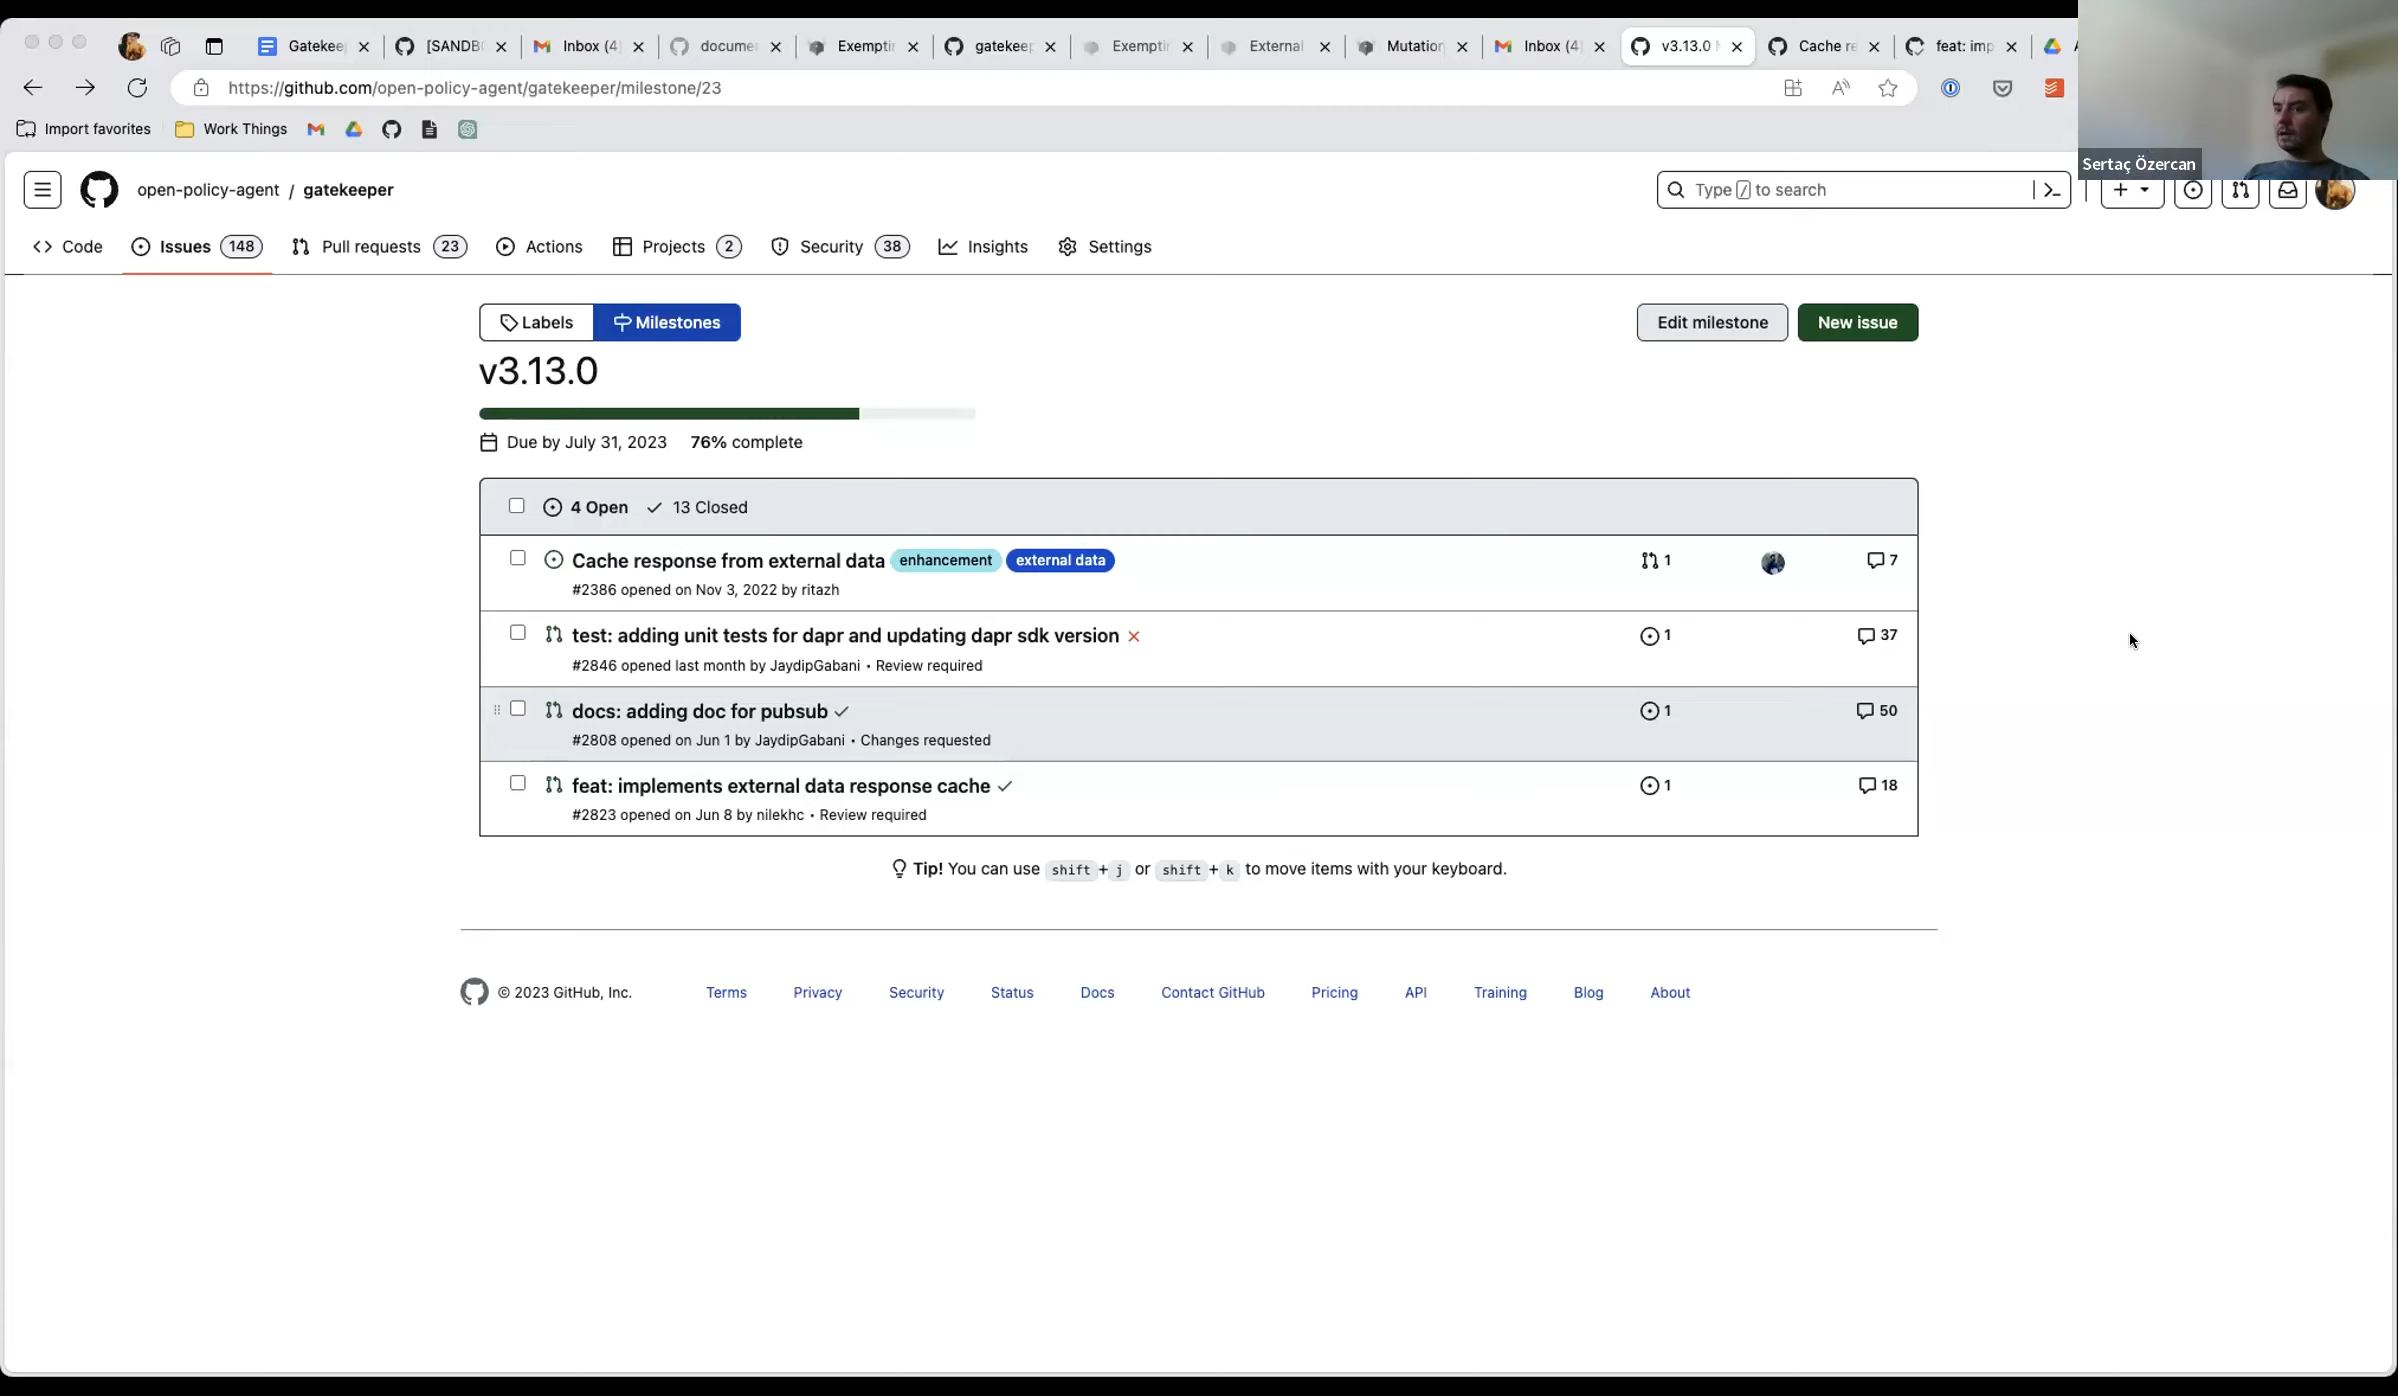 Gatekee
[SANDB
Inbox (4
docume
Exempti
gatekee
Exempti
External
Mutation
Inbox (4
v3.13.0
Cache re
feat: imp
https://github.com/open-policy-agent/gatekeeper/milestone/23
Import favorites
Work Things
Sertaç Özercan
open-policy-agent / gatekeeper
Type / to search
Code
Issues 148
Pull requests 23
Actions
Projects 2
Security 38
Insights
Settings
Labels
Milestones
Edit milestone
New issue
v3.13.0
Due by July 31, 2023 76% complete
4 Open 13 Closed
Cache response from external data enhancement external data 1 7
#2386 opened on Nov 3, 2022 by ritazh
test: adding unit tests for dapr and updating dapr sdk version 1 37
#2846 opened last month by JaydipGabani • Review required
docs: adding doc for pubsub 1 50
#2808 opened on Jun 1 by JaydipGabani • Changes requested
feat: implements external data response cache 1 18
#2823 opened on Jun 8 by nilekhc • Review required
Tip! You can use shift+j or shift+k to move items with your keyboard.
© 2023 GitHub, Inc.
Terms
Privacy
Security
Status
Docs
Contact GitHub
Pricing
API
Training
Blog
About